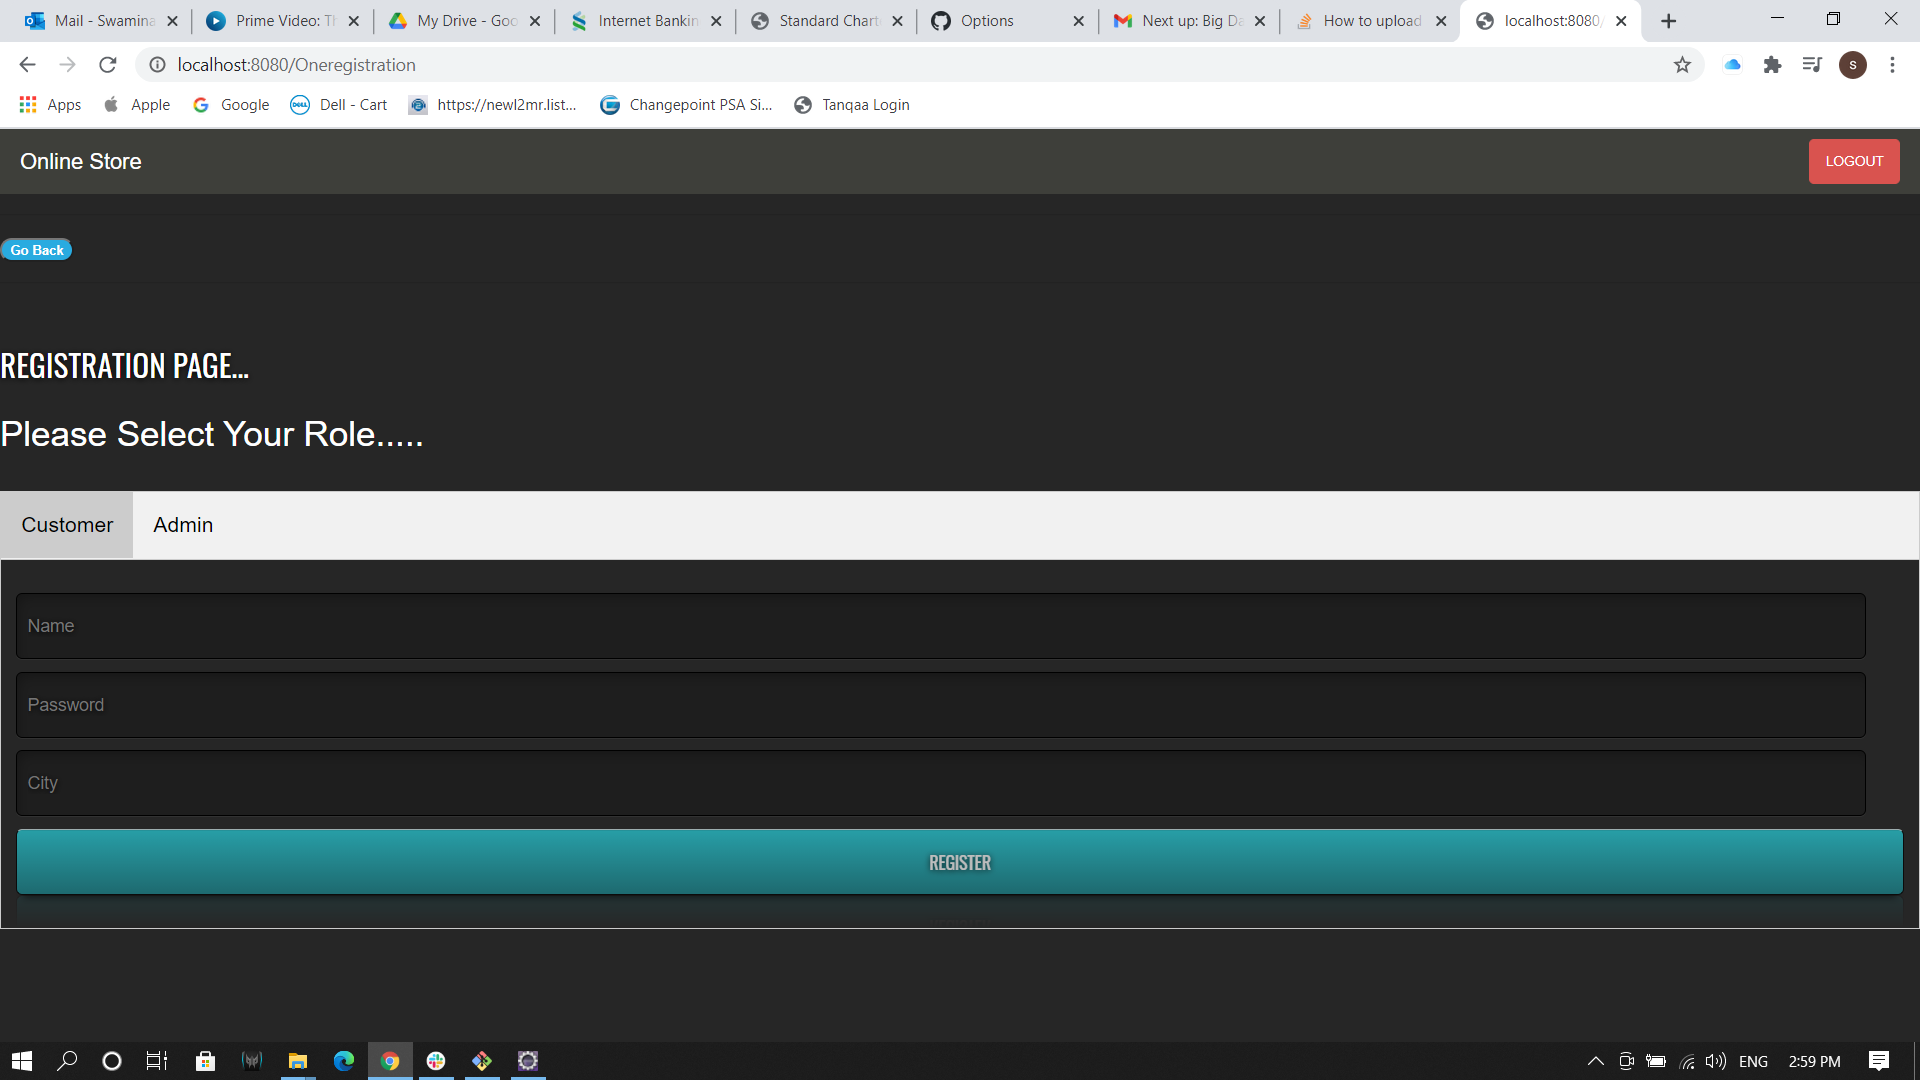 Mail - Swamina
Prime Video: Th
My Drive - Goo
Internet Bankin
Standard Chart
Options
Next up: Big Da
How to upload
localhost:8080/
localhost:8080/Oneregistration
S
Apps
Apple
Google
DELL
Dell - Cart
https://newl2mr.list...
Changepoint PSA Si...
Tanqaa Login
Online Store
LOGOUT
Go Back
REGISTRATION PAGE...
Please Select Your Role.....
Customer
Admin
Name
Password
City
REGISTER
ENG
2:59 PM